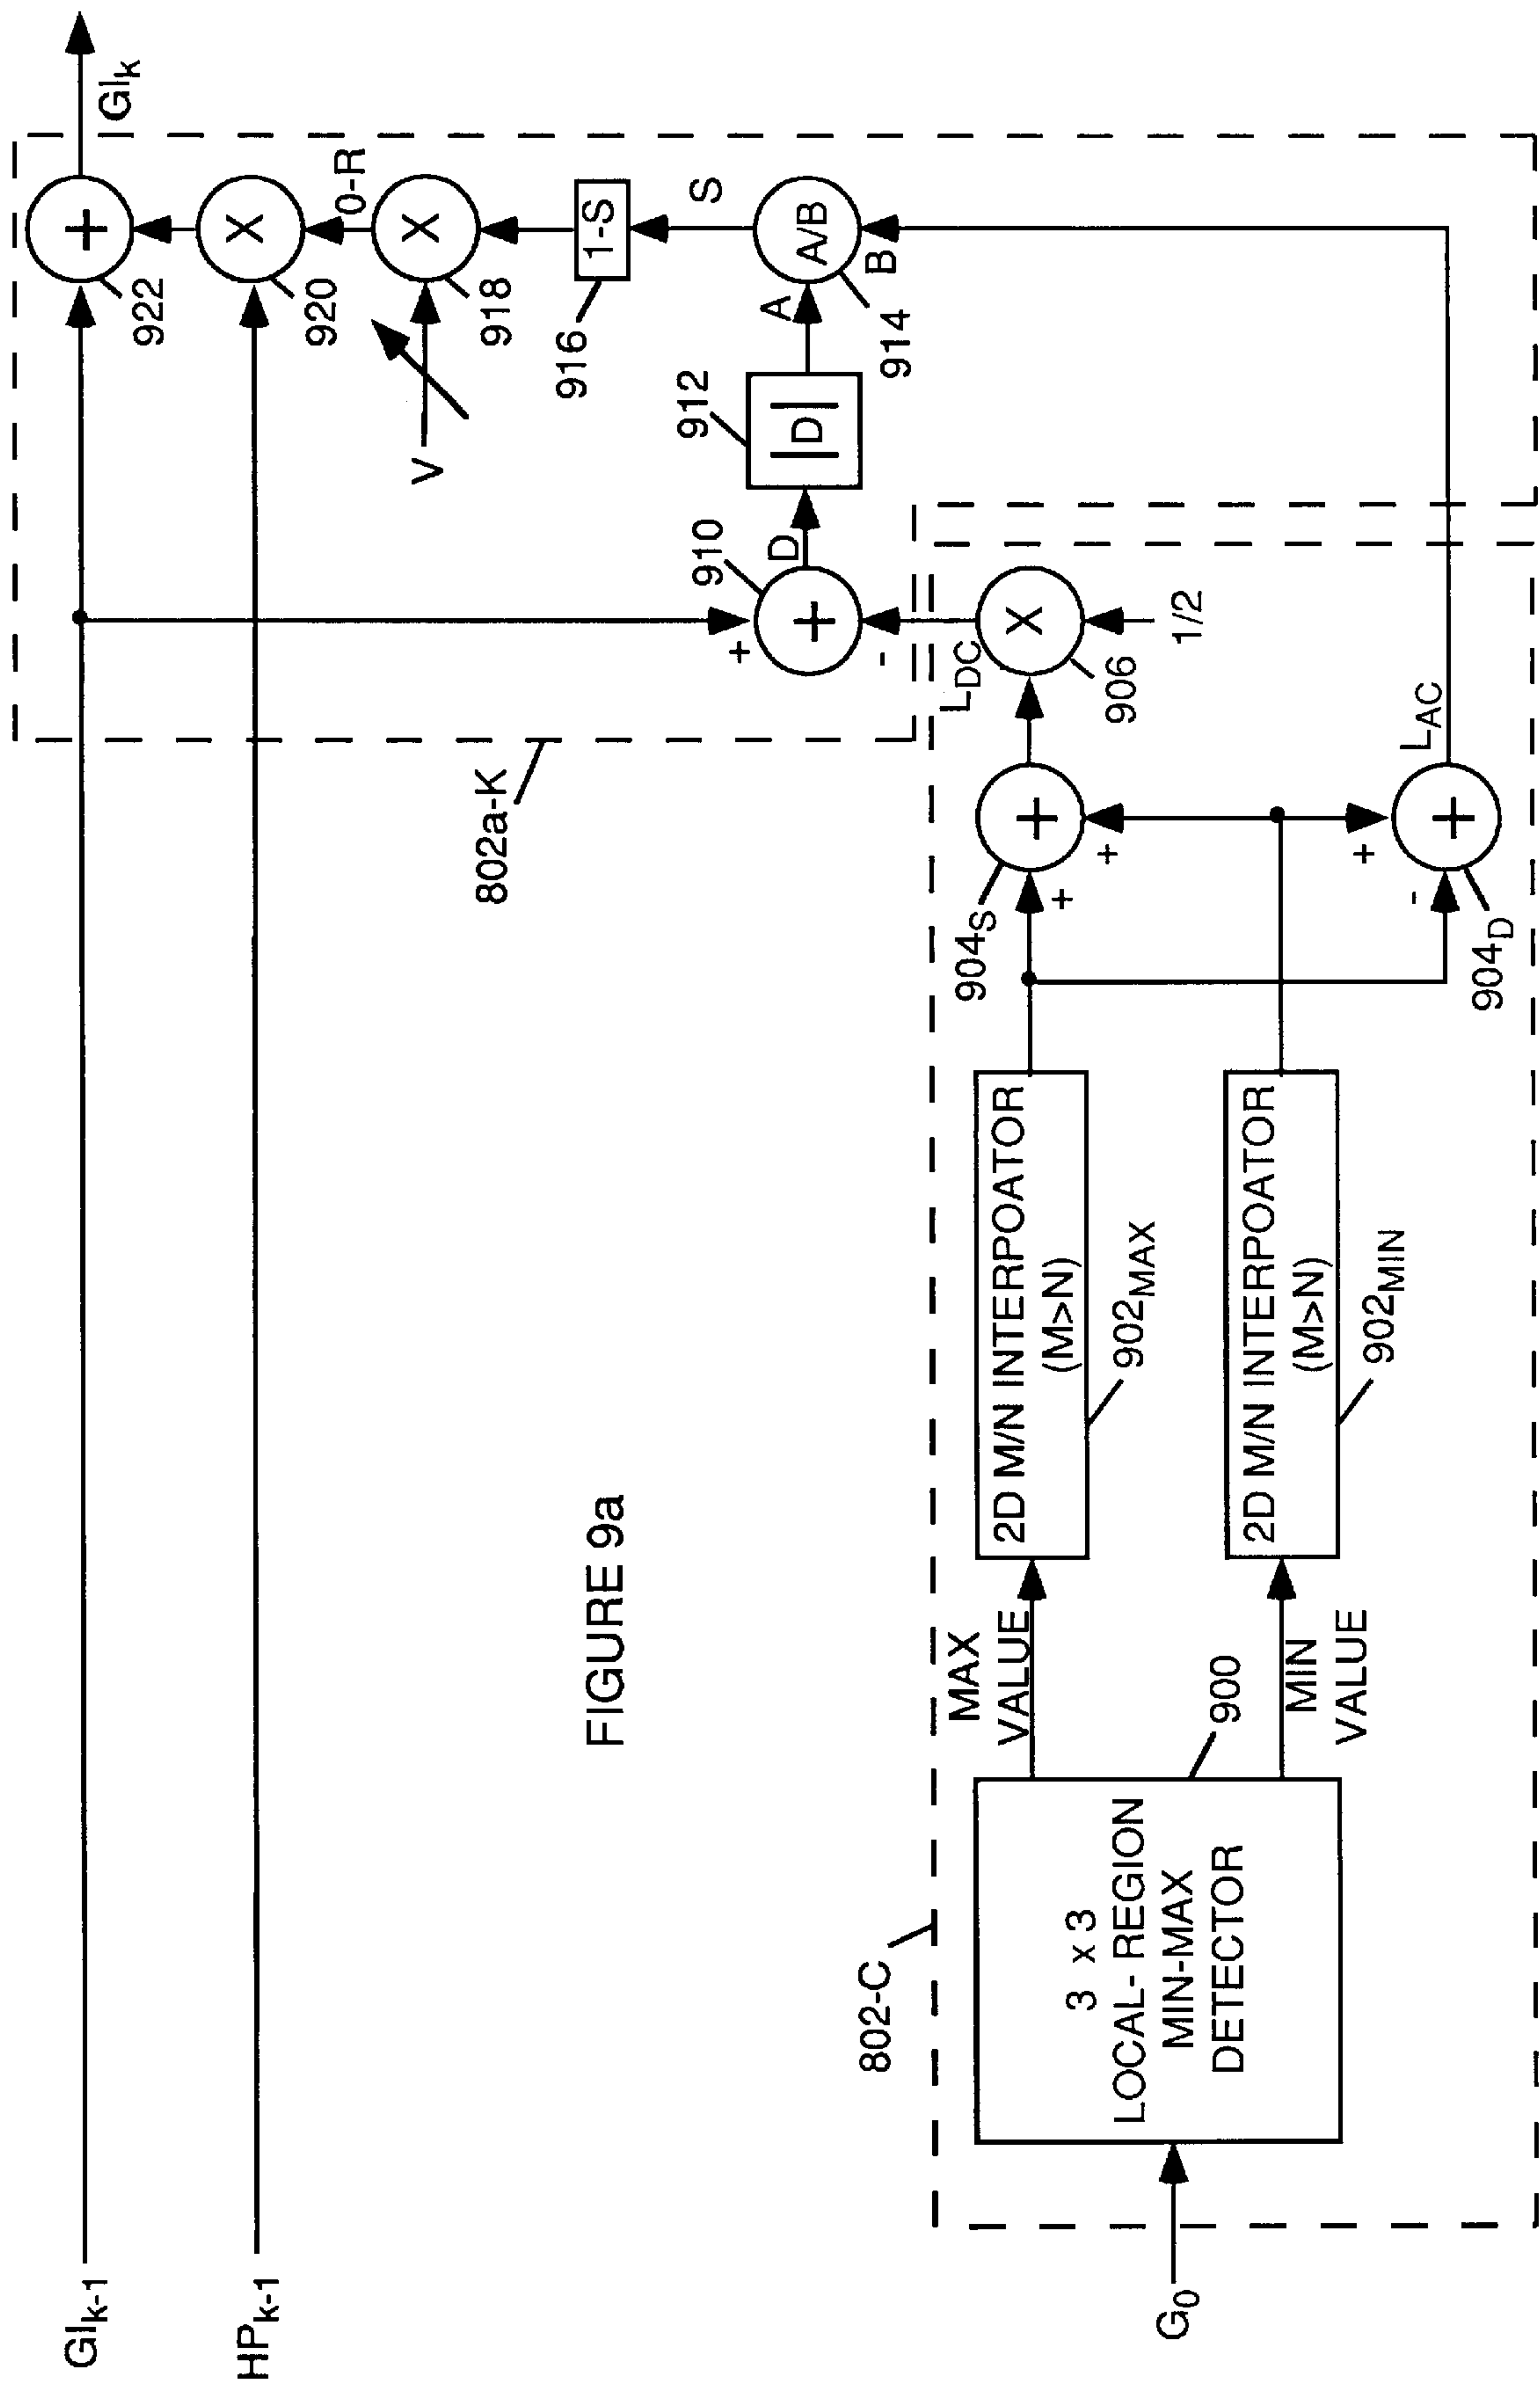 GI_k-1
HP_k-1
GI_k
+
922
X
920
0-R
X
918
V
1-S
916
S
A/B
A
B
914
|D|
912
D
+
910
+
-
802a-K
L_DC
X
906
1/2
L_AC
904_S
+
+
+
904_D
+
-
+
2D M/N INTERPOATOR
(M>N)
902_MAX
2D M/N INTERPOATOR
(M>N)
902_MIN
MAX
VALUE
MIN
VALUE
900
3 x 3
LOCAL- REGION
MIN-MAX
DETECTOR
802-C
G_0
FIGURE 9a